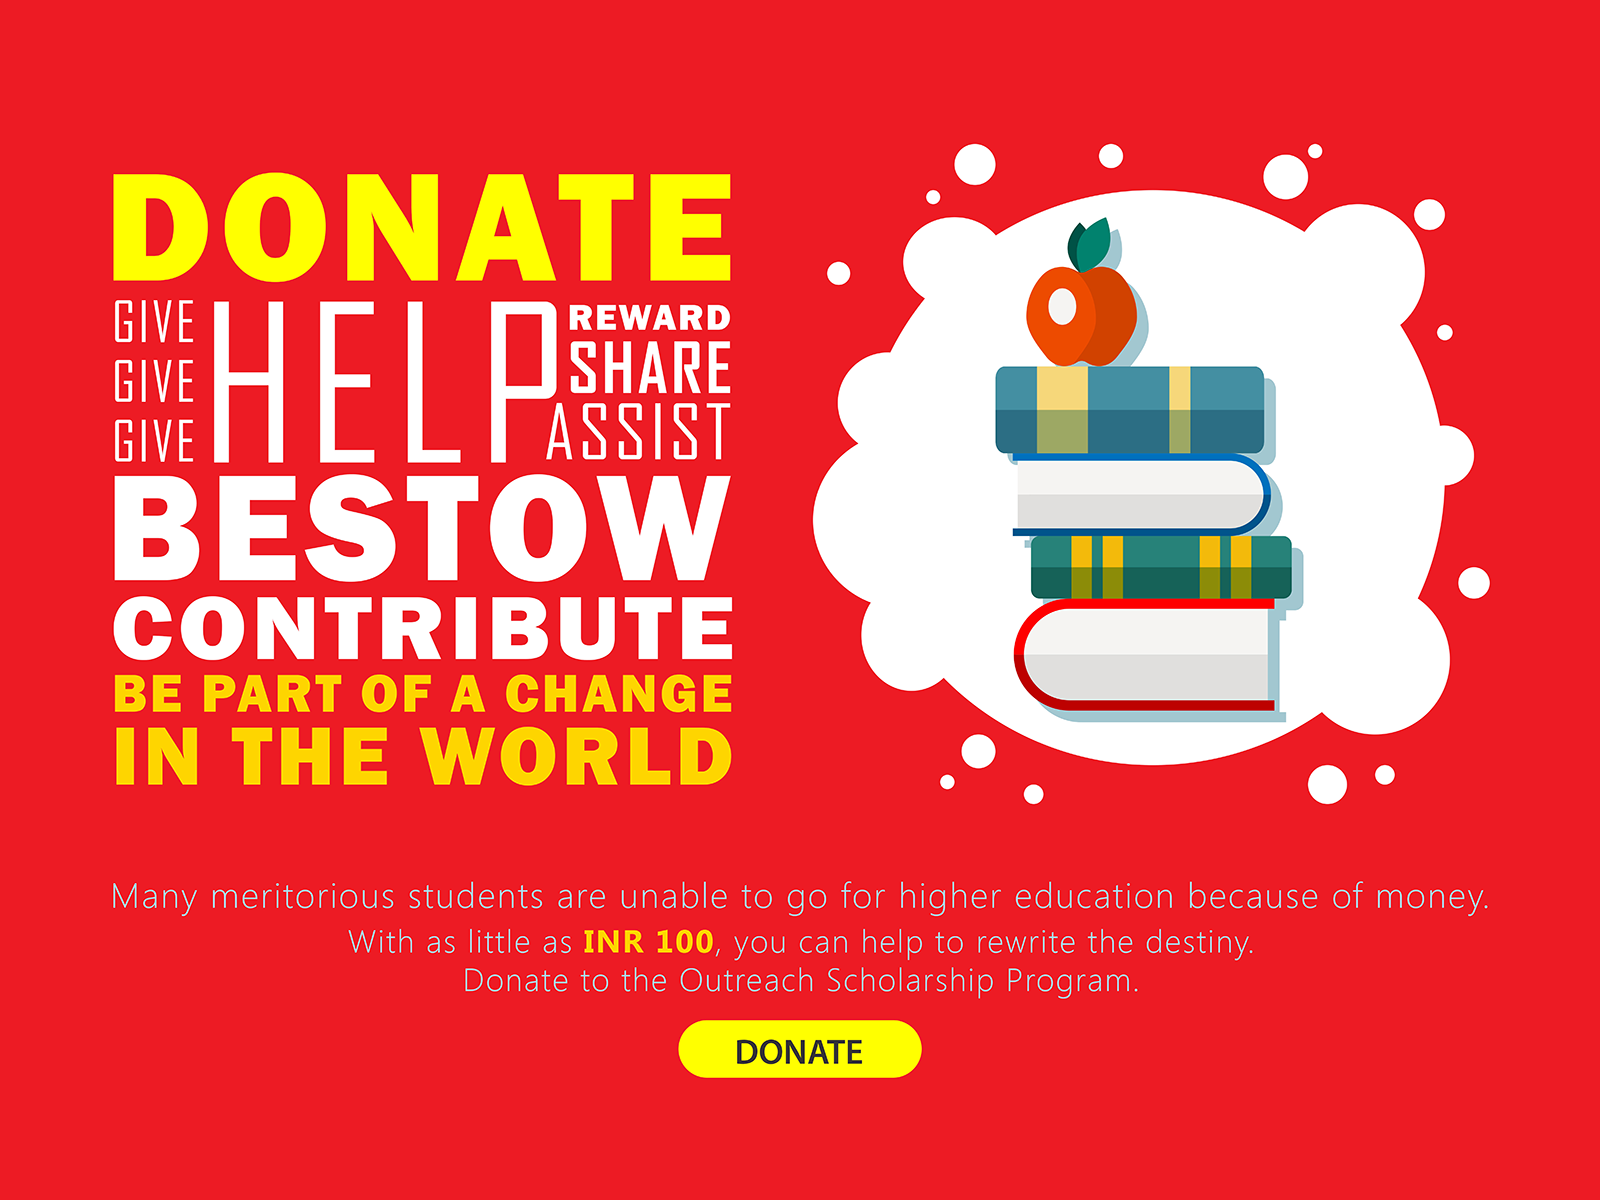 DONATE
GIVE
GIVE
GIVE
HELP
REWARD
SHARE
ASSIST
BESTOW
CONTRIBUTE
BE PART OF A CHANGE
IN THE WORLD
Many meritorious students are unable to go for higher education because of money.
With as little as INR 100, you can help to rewrite the destiny.
Donate to the Outreach Scholarship Program.
DONATE